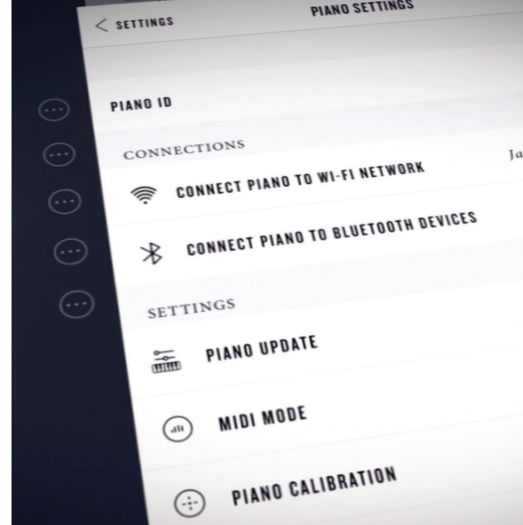 SETTINGS
PIANO SETTINGS
PIANO ID
CONNECTIONS
CONNECT PIANO TO WI-FI NETWORK
Ja
CONNECT PIANO TO BLUETOOTH DEVICES
SETTINGS
PIANO UPDATE
MIDI MODE
PIANO CALIBRATION